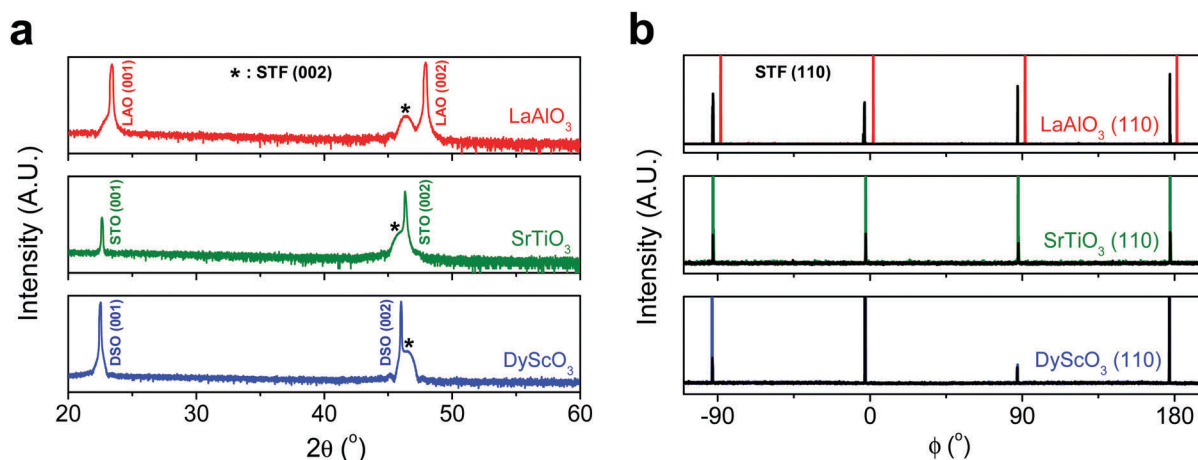 a
* : STF (002)
LAO (001)
LAO (002)
*
LaAlO₃
STO (001)
STO (002)
*
SrTiO₃
DSO (001)
DSO (002)
*
DyScO₃
Intensity (A.U.)
20 30 40 50 60
2θ (°)
b
STF (110)
LaAlO₃ (110)
SrTiO₃ (110)
DyScO₃ (110)
Intensity (A.U.)
-90 0 90 180
ϕ (°)